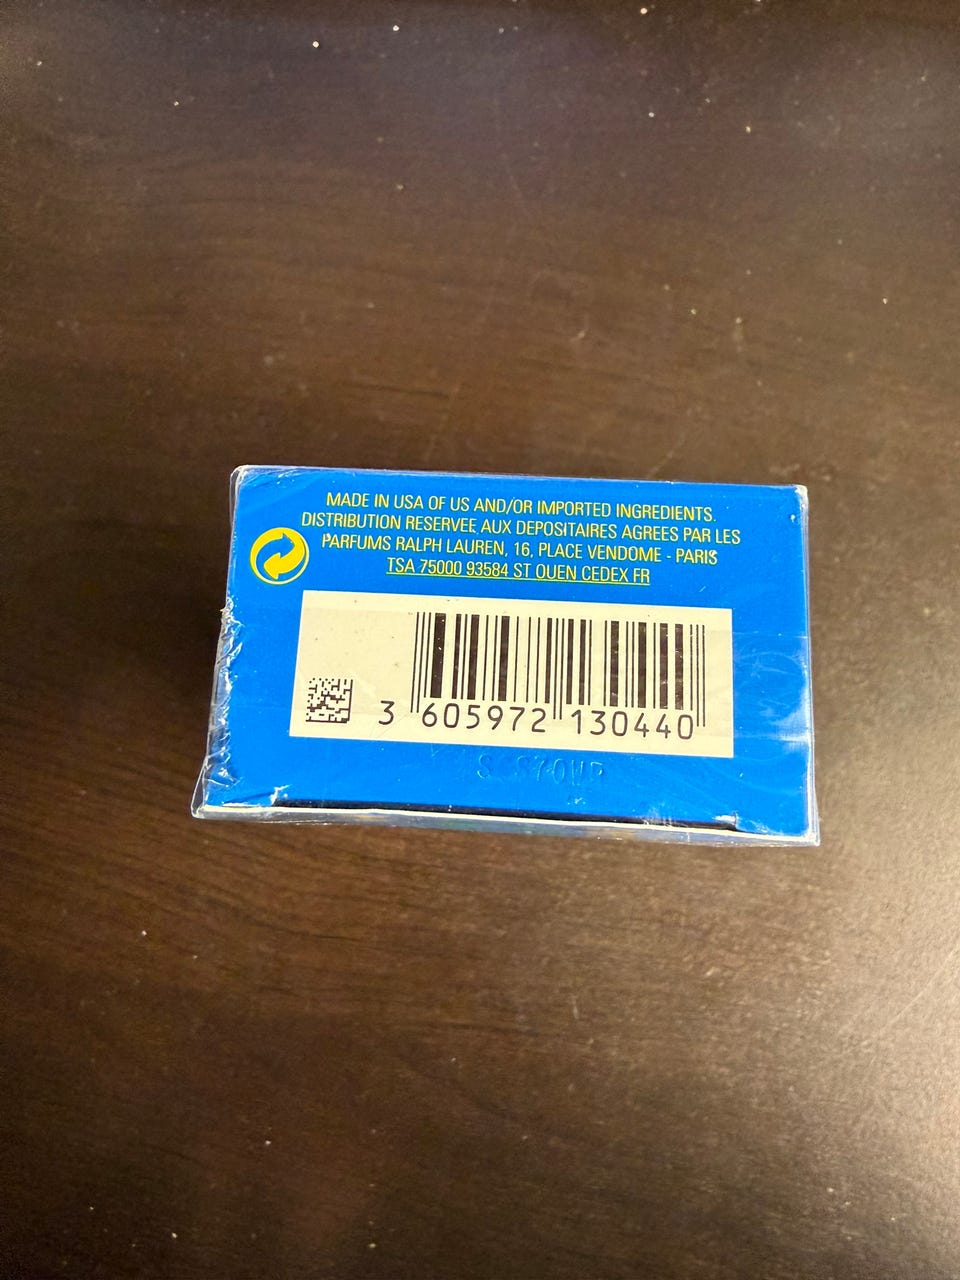 MADE IN USA OF US AND/OR IMPORTED INGREDIENTS.
DISTRIBUTION RESERVEE AUX DEPOSITAIRES AGREES PAR LES
PARFUMS RALPH LAUREN, 16, PLACE VENDOME - PARIS
TSA 75000 93584 ST OUEN CEDEX FR
3 605972 130440